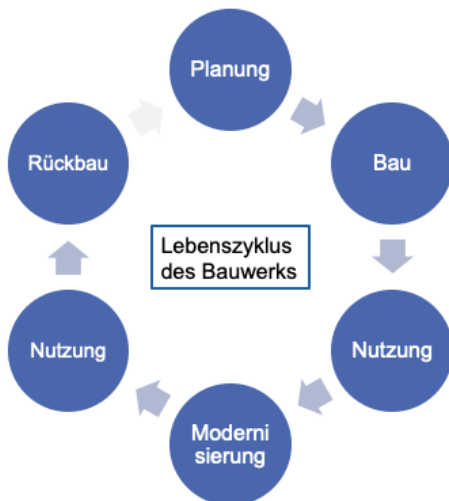 Planung
Bau
Nutzung
Moderni
sierung
Nutzung
Rückbau
Lebenszyklus
des Bauwerks